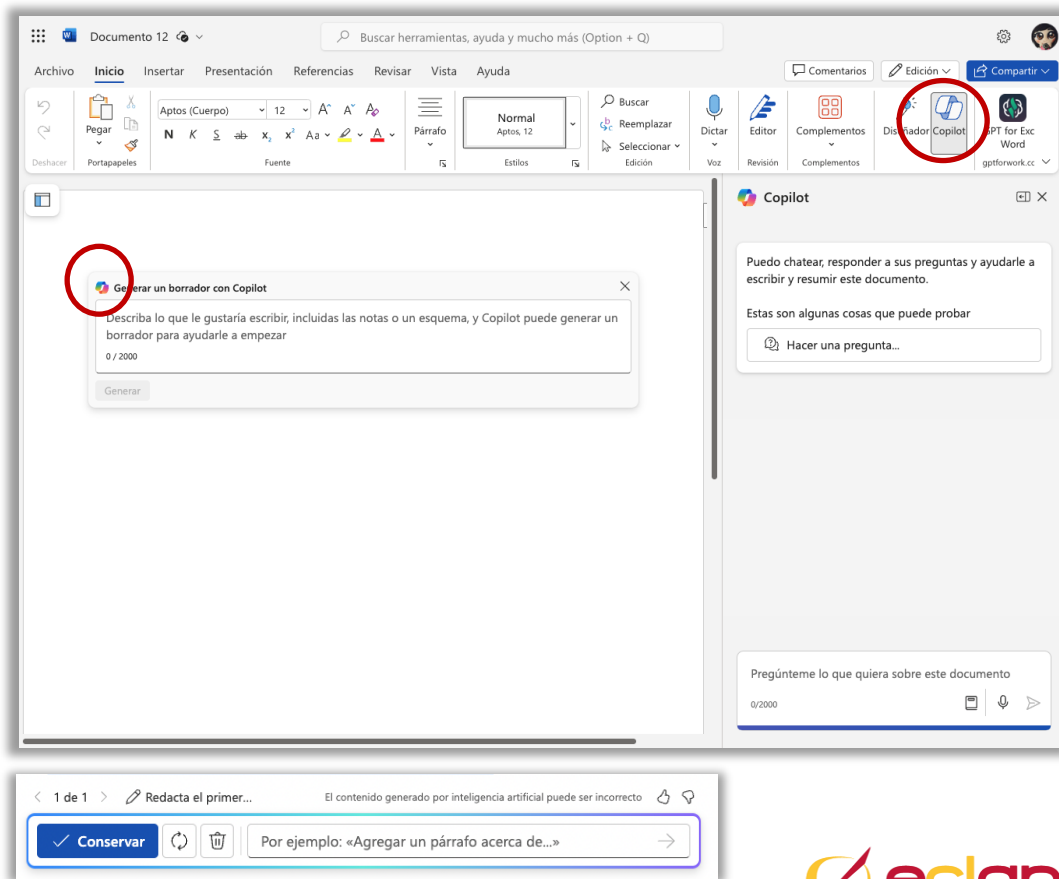 Documento 12
Buscar herramientas, ayuda y mucho más (Option + Q)
Archivo Inicio Insertar Presentación Referencias Revisar Vista Ayuda
Comentarios Edición Compartir
Pegar
Aptos (Cuerpo) 12 A A A
N K S ab x₂ x² Aa A
Párrafo
Normal
Aptos, 12
Buscar
Reemplazar
Seleccionar
Dictar
Editor
Complementos
Copilot
GPT for Exc
Word
Deshacer Portapapeles Fuente Estilos Edición Voz Revisión Complementos gptforwork.cc
Generar un borrador con Copilot
Describa lo que le gustaría escribir, incluidas las notas o un esquema, y Copilot puede generar un
borrador para ayudarle a empezar
0 / 2000
Generar
Copilot
Puedo chatear, responder a sus preguntas y ayudarle a
escribir y resumir este documento.
Estas son algunas cosas que puede probar
Hacer una pregunta...
Pregúnteme lo que quiera sobre este documento
0/2000
1 de 1 Redacta el primer... El contenido generado por inteligencia artificial puede ser incorrecto
Conservar Por ejemplo: «Agregar un párrafo acerca de...»